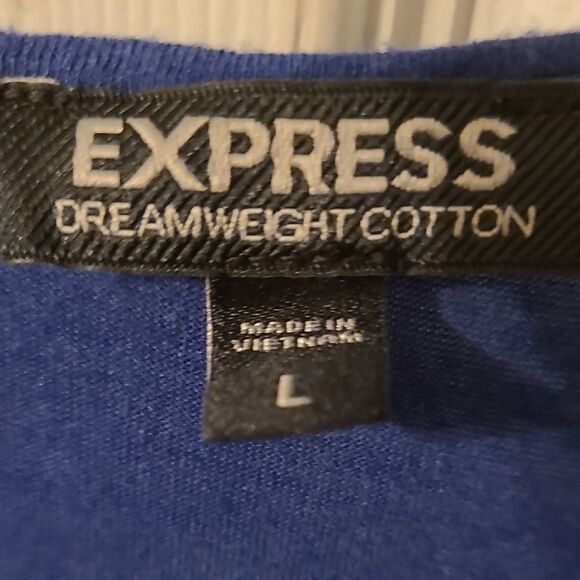 EXPRESS
DREAMWEIGHT COTTON
MADE IN
VIETNAM
L